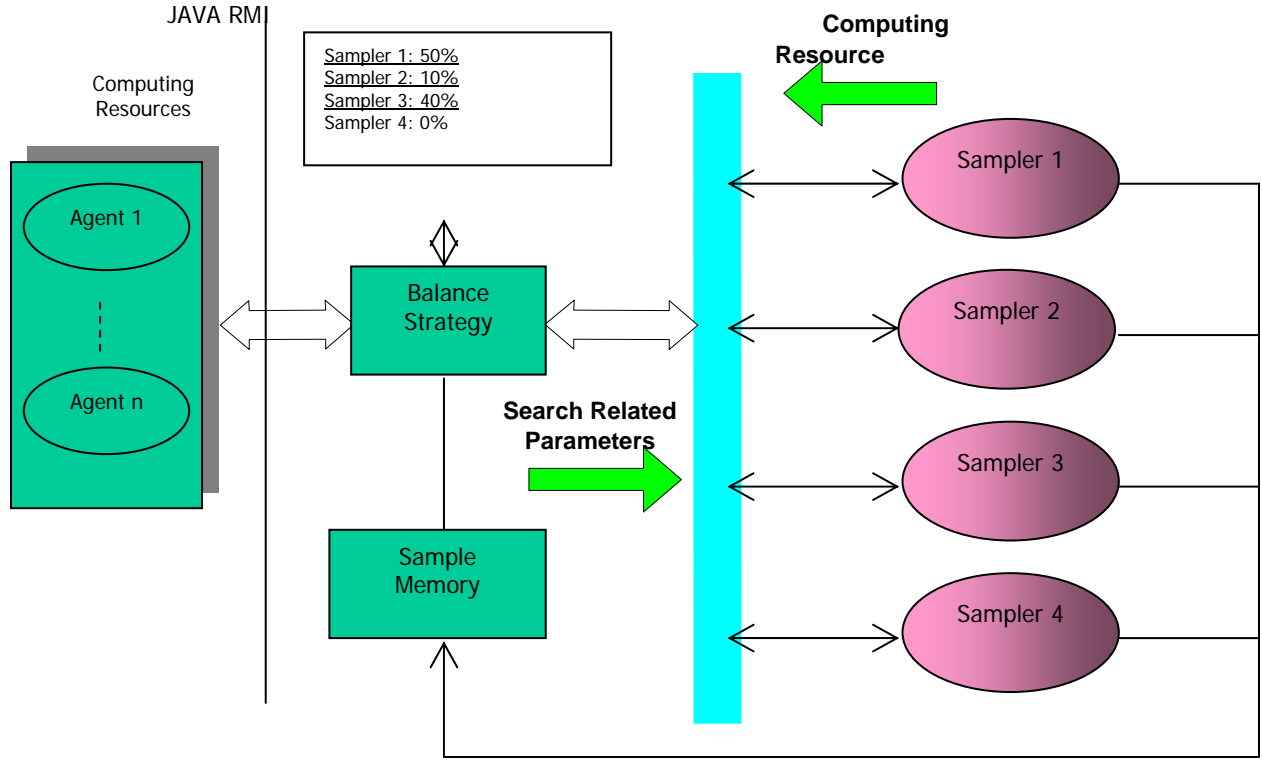 JAVA RMI
Computing
Resource
Sampler 1: 50%
Sampler 2: 10%
Sampler 3: 40%
Sampler 4: 0%
Computing
Resources
Agent 1
Agent n
Balance
Strategy
Search Related
Parameters
Sample
Memory
Sampler 1
Sampler 2
Sampler 3
Sampler 4